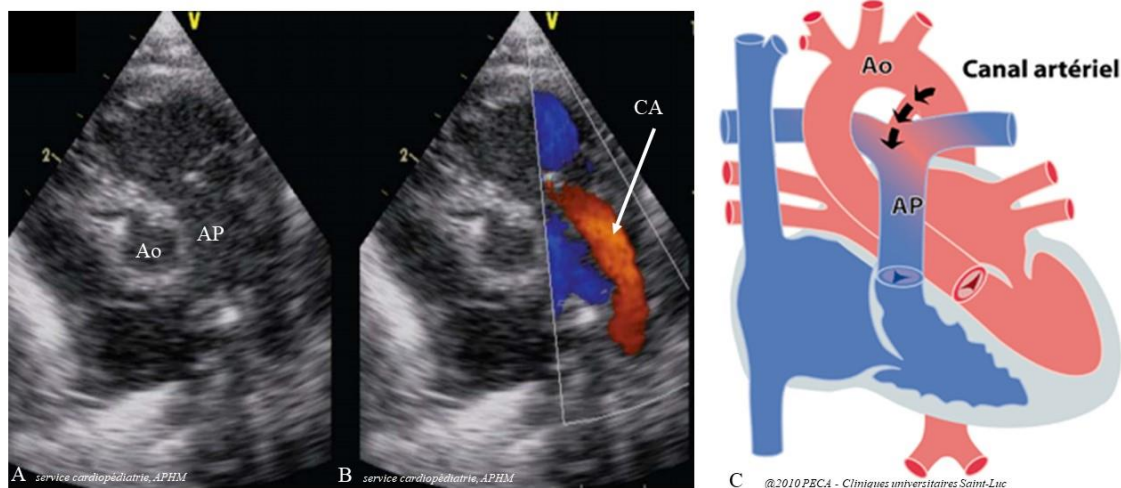 V
2
Ao
AP
A service cardiopédiatrie, APHM
V
2
CA
B service cardiopédiatrie, APHM
Ao
Canal artériel
AP
C @2010 PECA - Cliniques universitaires Saint-Luc